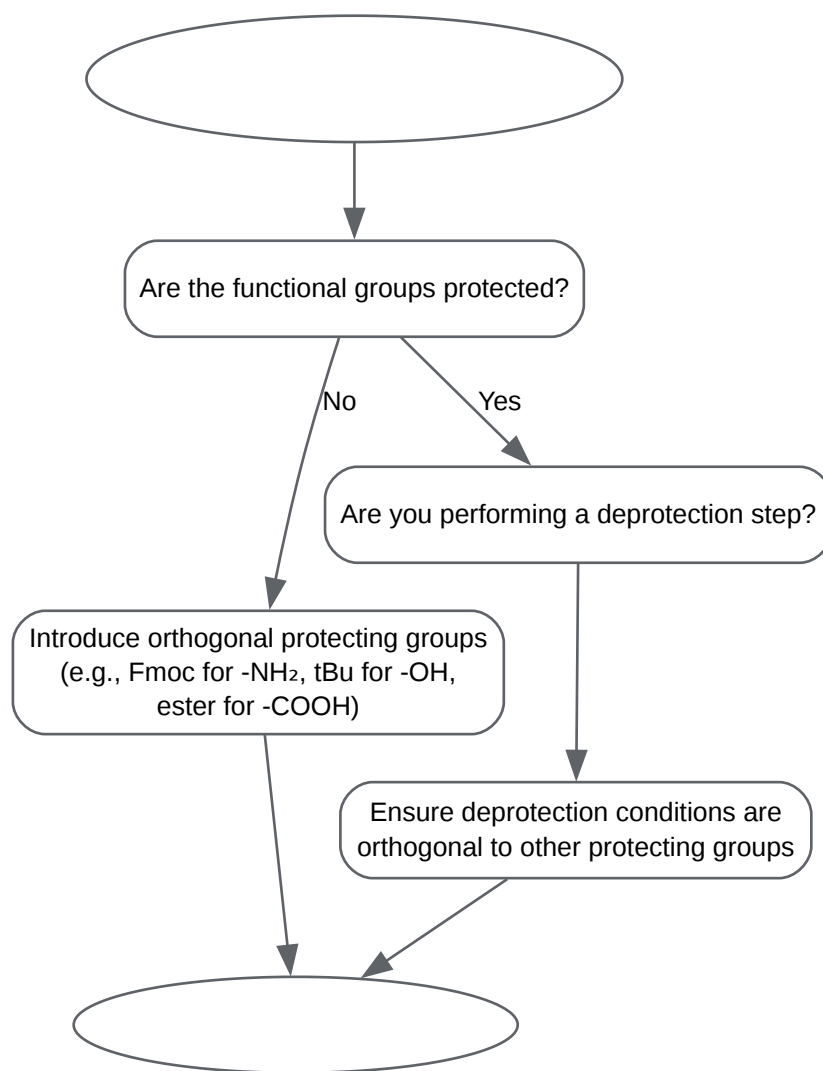 Are the functional groups protected?
No
Yes
Are you performing a deprotection step?
Introduce orthogonal protecting groups
(e.g., Fmoc for -NH₂, tBu for -OH,
ester for -COOH)
Ensure deprotection conditions are
orthogonal to other protecting groups